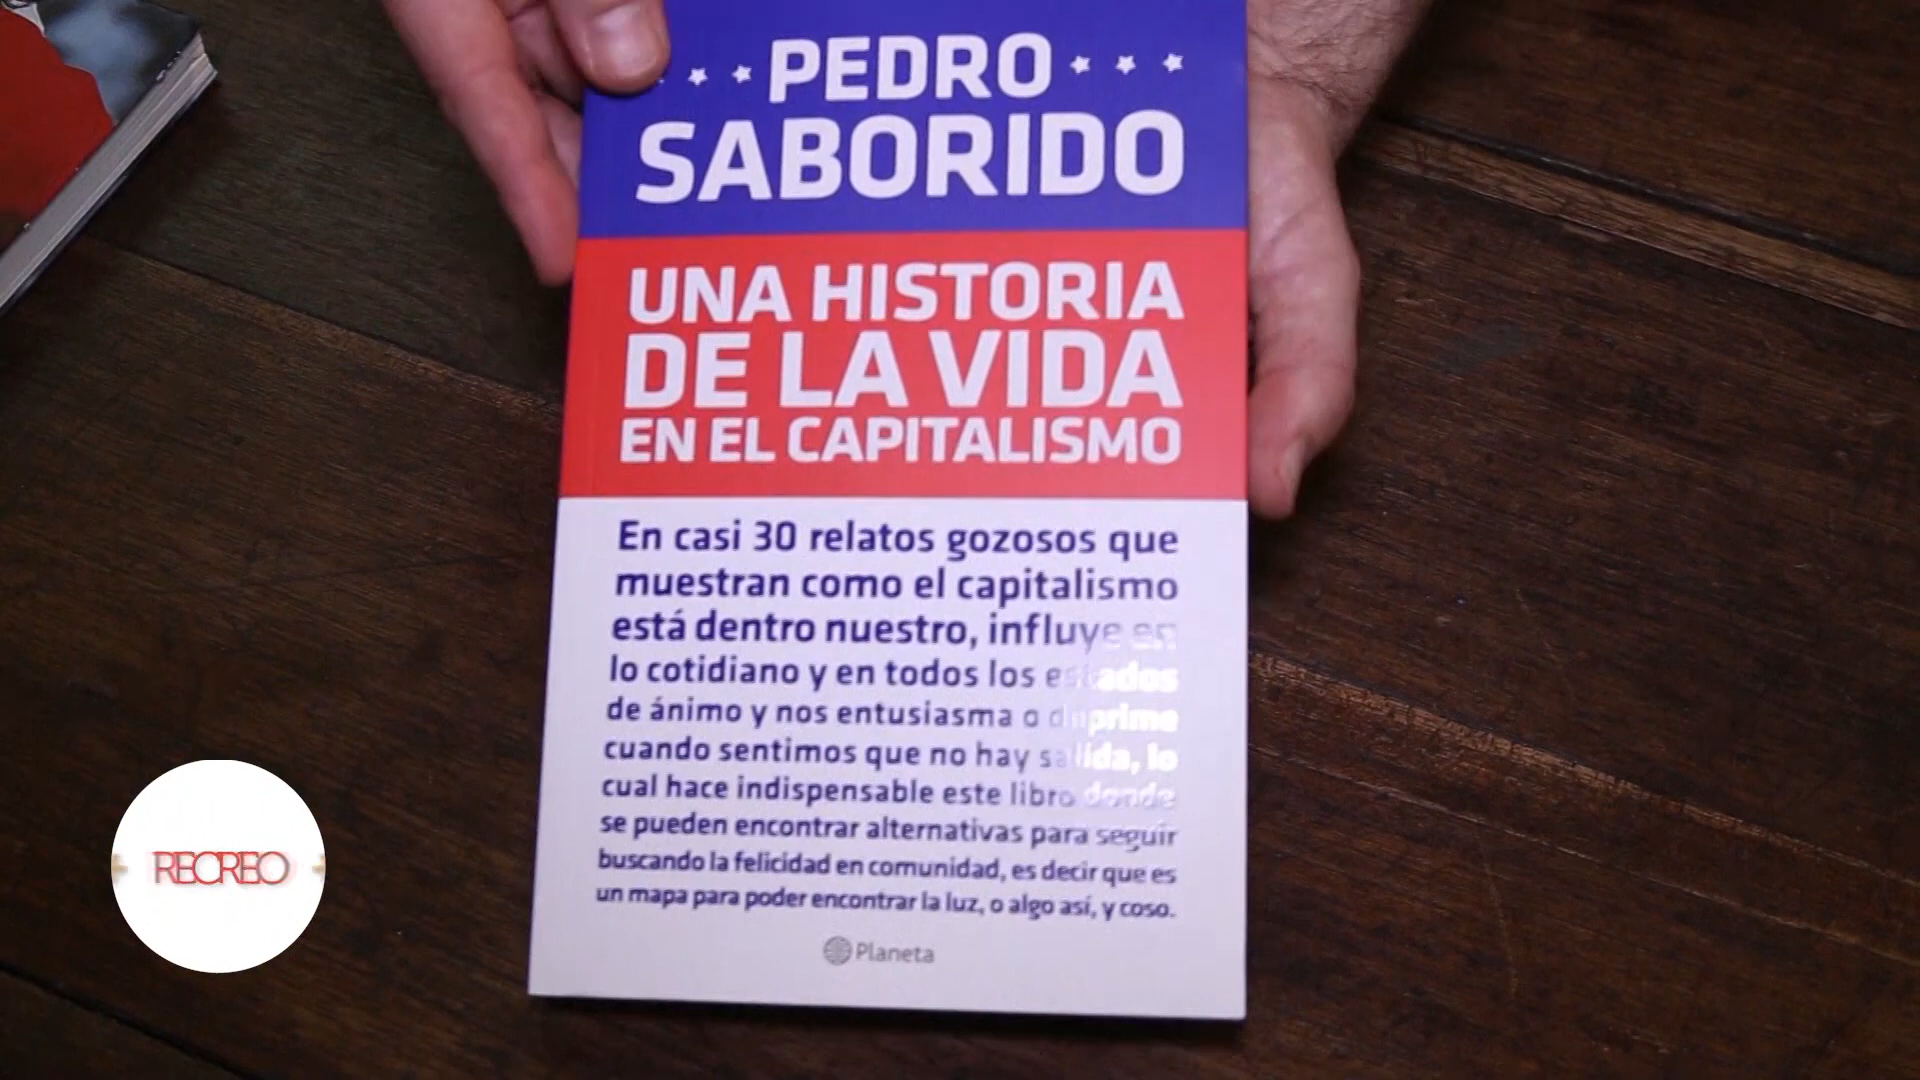 PEDRO
SABORIDO
UNA HISTORIA
DE LA VIDA
EN EL CAPITALISMO
En casi 30 relatos gozosos que
muestran como el capitalismo
está dentro nuestro, influye en
lo cotidiano y en todos los estados
de ánimo y nos entusiasma o deprime
cuando sentimos que no hay salida, lo
cual hace indispensable este libro donde
se pueden encontrar alternativas para seguir
buscando la felicidad en comunidad, es decir que es
un mapa para poder encontrar la luz, o algo así, y coso.
Planeta
RECREO